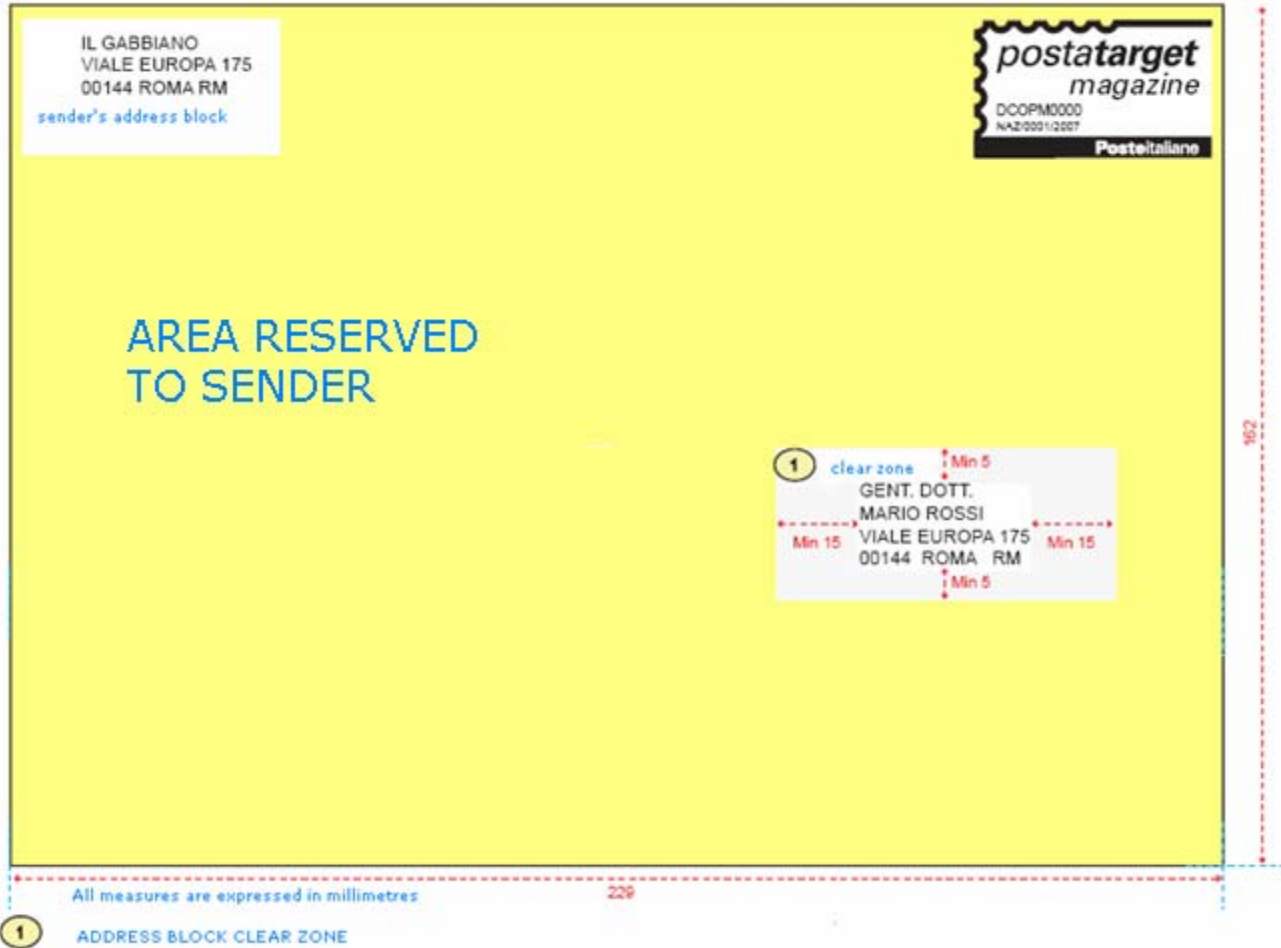 IL GABBIANO
VIALE EUROPA 175
00144 ROMA RM
sender's address block
postatarget
magazine
DCOPM0000
NAZ/0001/2007
Posteitaliane
AREA RESERVED
TO SENDER
162
1 clear zone Min 5
GENT. DOTT.
MARIO ROSSI
Min 15 VIALE EUROPA 175 Min 15
00144 ROMA RM
Min 5
All measures are expressed in millimetres
229
1 ADDRESS BLOCK CLEAR ZONE